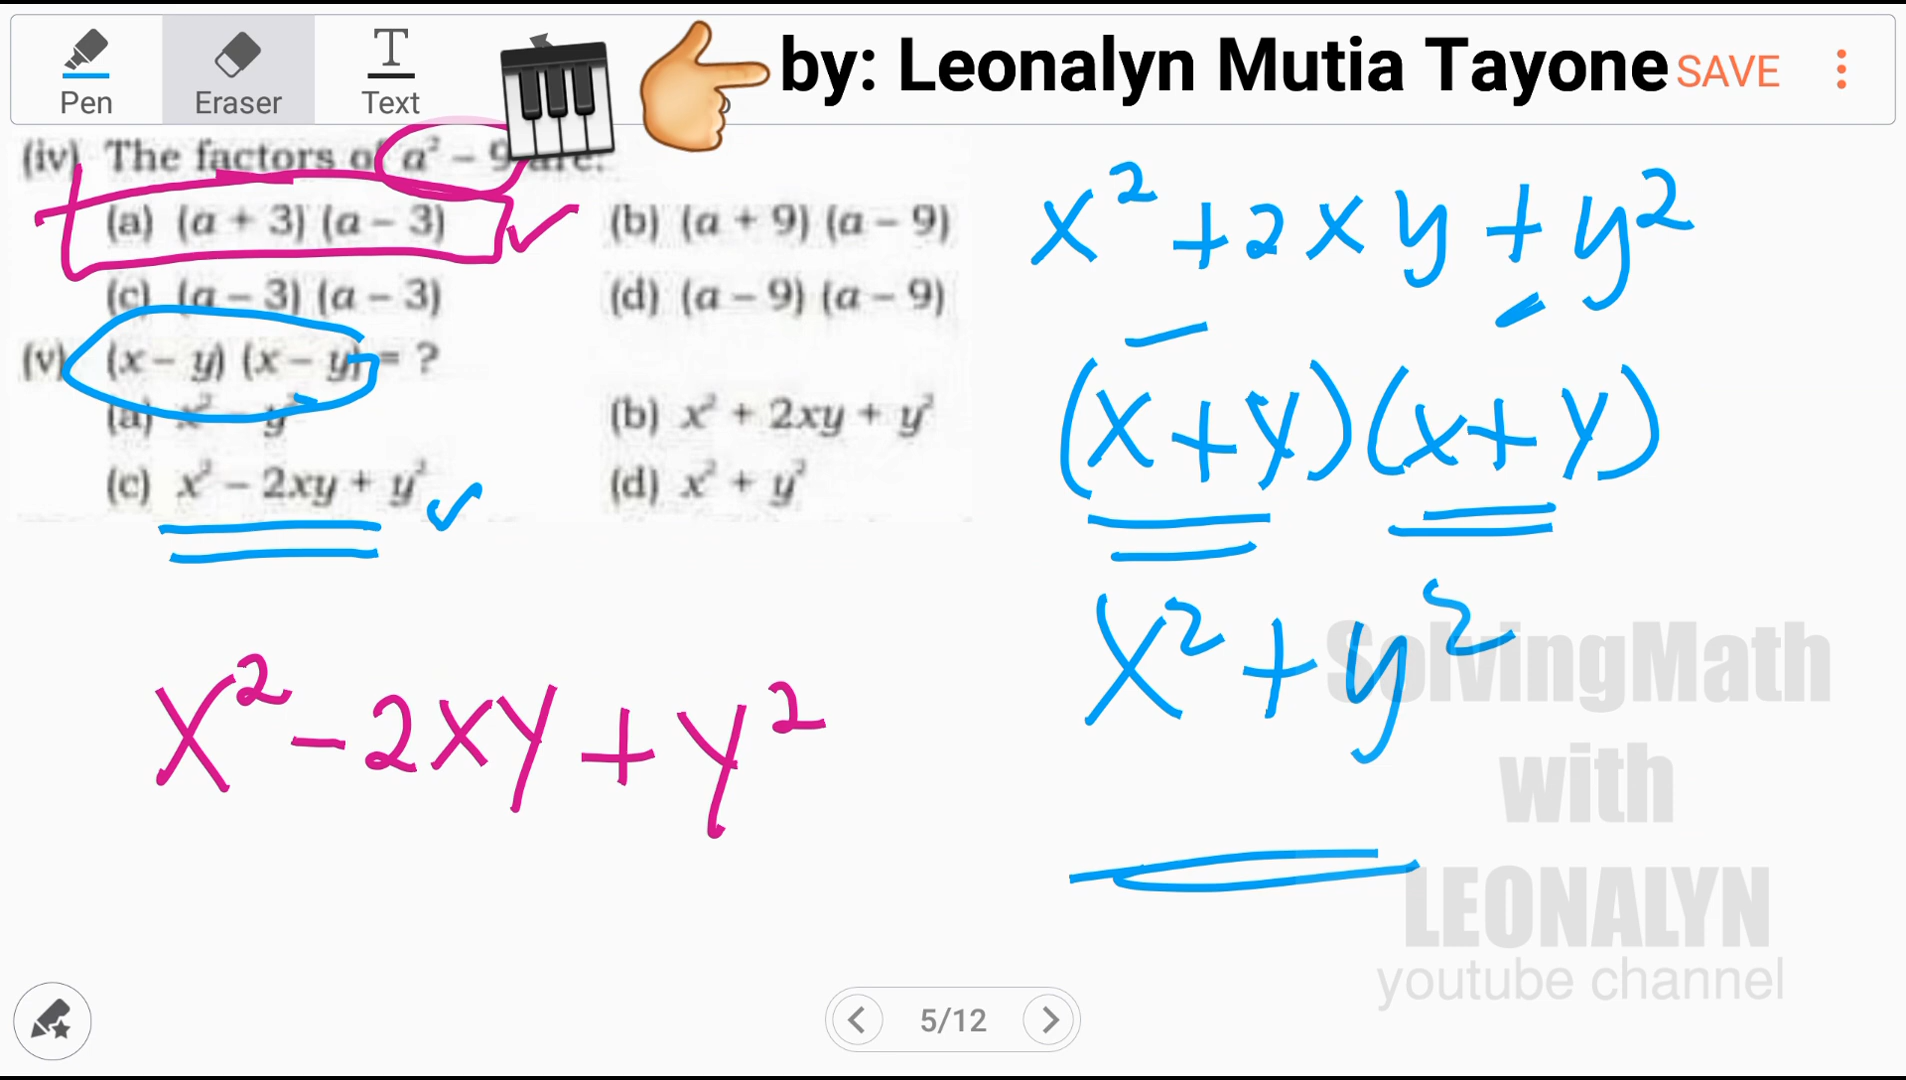 Pen Eraser Text by: Leonalyn Mutia Tayone SAVE
(iv) The factors of a² – 9 are:
(a) (a + 3) (a – 3) (b) (a + 9) (a – 9)
(c) (a – 3) (a – 3) (d) (a – 9) (a – 9)
(v) (x – y) (x – y) = ?
(a) x² – y² (b) x² + 2xy + y²
(c) x² – 2xy + y² (d) x² + y²
x² - 2xy + y²
x² + 2xy + y²
(x + y)(x + y)
x² + y²
SolvingMath
with
LEONALYN
youtube channel
5/12